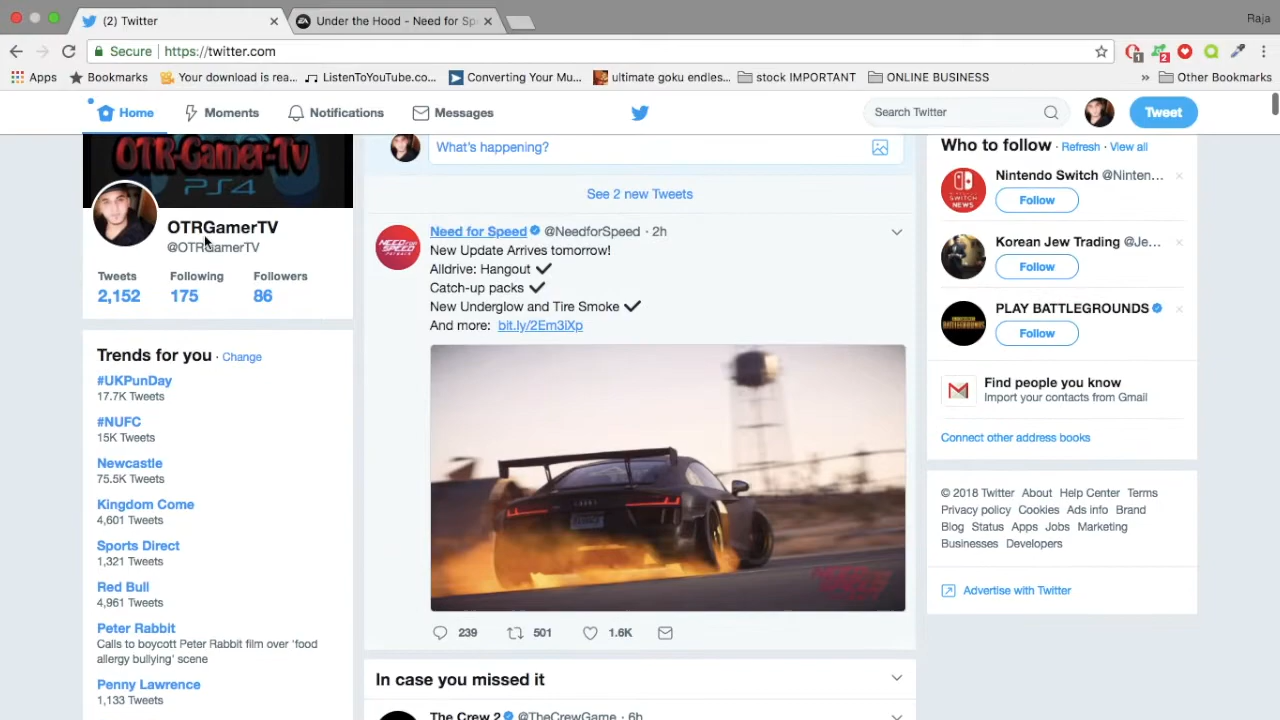 (2) Twitter
Under the Hood - Need for Sp
Raja
Secure
https://twitter.com
1
2
Apps
Bookmarks
Your download is rea...
ListenToYouTube.co...
Converting Your Mu...
ultimate goku endles...
stock IMPORTANT
ONLINE BUSINESS
»
Other Bookmarks
Home
Moments
Notifications
Messages
Search Twitter
Tweet
OTR-Gamer-Tv
PS4
OTRGamerTV
@OTRGamerTV
Tweets Following Followers
2,152 175 86
Trends for you · Change
#UKPunDay
17.7K Tweets
#NUFC
15K Tweets
Newcastle
75.5K Tweets
Kingdom Come
4,601 Tweets
Sports Direct
1,321 Tweets
Red Bull
4,961 Tweets
Peter Rabbit
Calls to boycott Peter Rabbit film over 'food
allergy bullying' scene
Penny Lawrence
1,133 Tweets
What's happening?
See 2 new Tweets
Need for Speed @NeedforSpeed · 2h
New Update Arrives tomorrow!
Alldrive: Hangout ✔
Catch-up packs ✔
New Underglow and Tire Smoke ✔
And more: bit.ly/2Em3iXp
239 501 1.6K
In case you missed it
The Crew 2 @TheCrewGame · 6h
Who to follow · Refresh · View all
Nintendo Switch @Ninten...
Follow
Korean Jew Trading @Je...
Follow
PLAY BATTLEGROUNDS
Follow
Find people you know
Import your contacts from Gmail
Connect other address books
© 2018 Twitter About Help Center Terms
Privacy policy Cookies Ads info Brand
Blog Status Apps Jobs Marketing
Businesses Developers
Advertise with Twitter